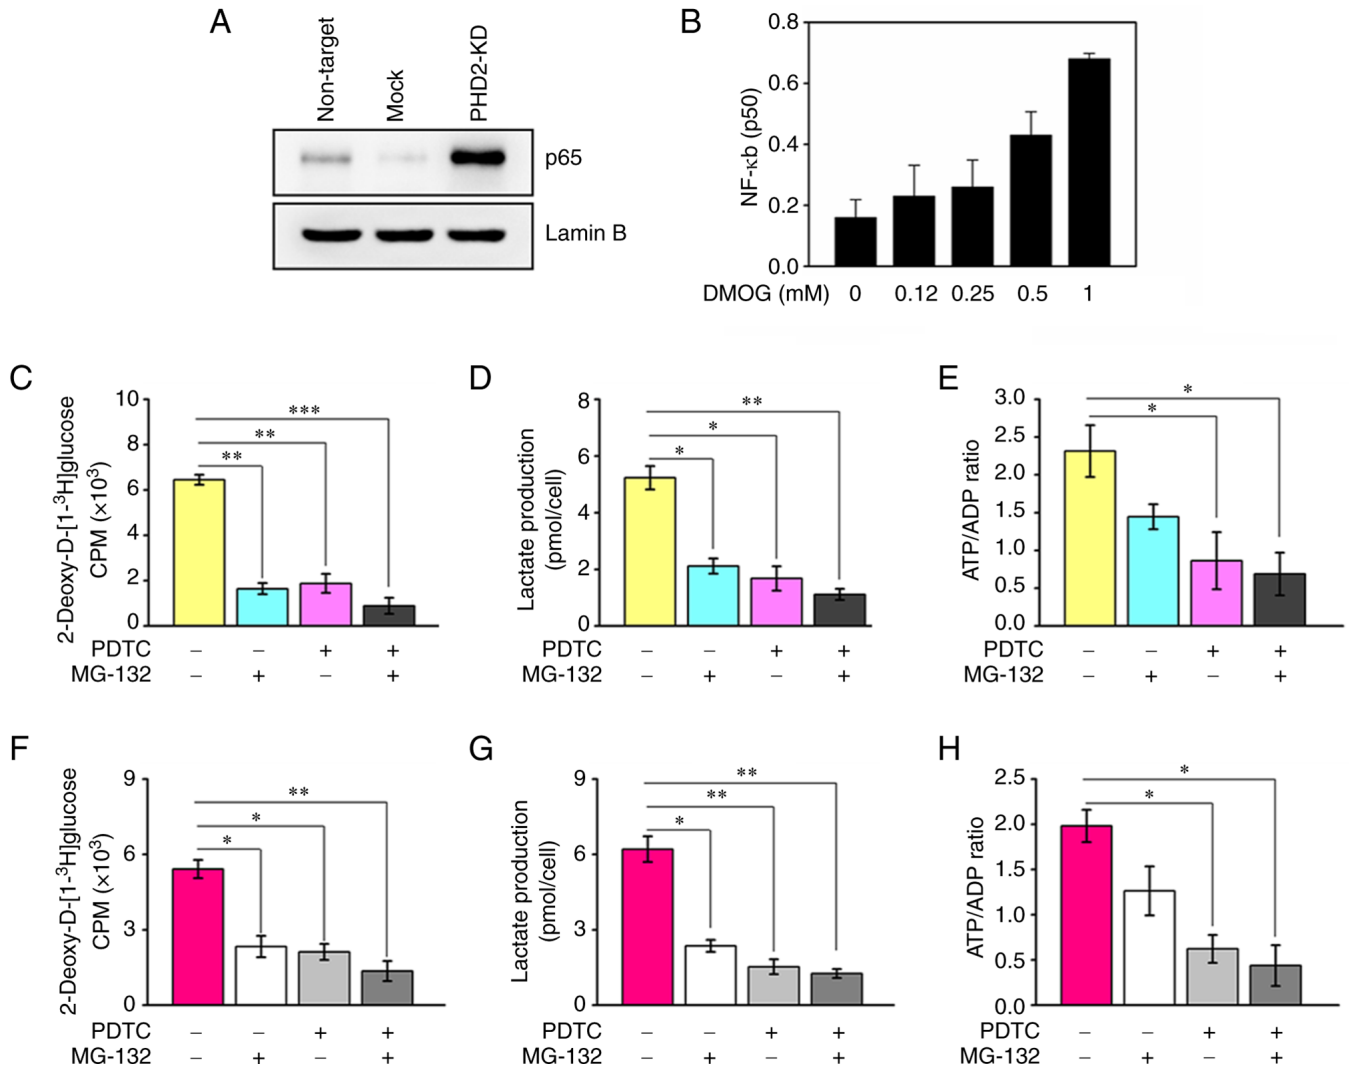 A
Non-target
Mock
PHD2-KD
p65
Lamin B
B
NF-κb (p50)
0.8
0.6
0.4
0.2
0.0
DMOG (mM) 0 0.12 0.25 0.5 1
C
2-Deoxy-D-[1-³H]glucose
CPM (×10³)
10
8
6
4
2
0
***
**
**
PDTC – – + +
MG-132 – + – +
D
Lactate production
(pmol/cell)
8
6
4
2
0
**
*
*
PDTC – – + +
MG-132 – + – +
E
ATP/ADP ratio
3.0
2.5
2.0
1.5
1.0
0.5
0.0
*
*
PDTC – – + +
MG-132 – + – +
F
2-Deoxy-D-[1-³H]glucose
CPM (×10³)
9
6
3
0
**
*
*
PDTC – – + +
MG-132 – + – +
G
Lactate production
(pmol/cell)
9
6
3
0
**
**
*
PDTC – – + +
MG-132 – + – +
H
ATP/ADP ratio
2.5
2.0
1.5
1.0
0.5
0.0
*
*
PDTC – – + +
MG-132 – + – +